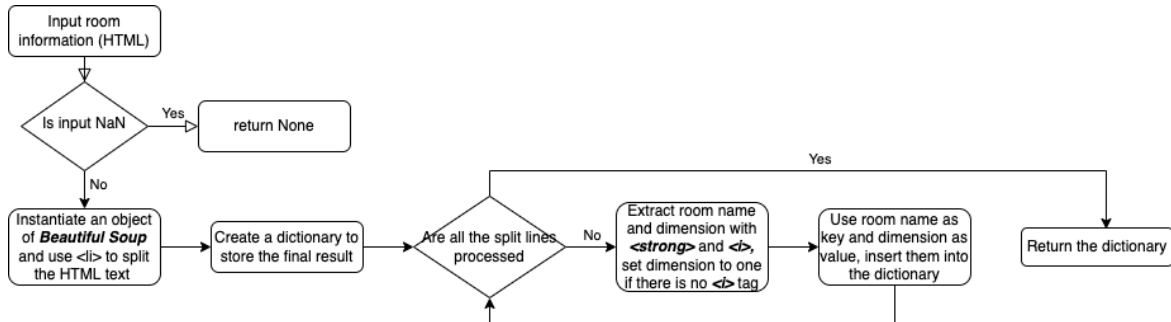 Input room
information (HTML)
Is input NaN
Yes
return None
No
Instantiate an object
of Beautiful Soup
and use <li> to split
the HTML text
Create a dictionary to
store the final result
Are all the split lines
processed
Yes
No
Extract room name
and dimension with
<strong> and <i>,
set dimension to one
if there is no <i> tag
Use room name as
key and dimension as
value, insert them into
the dictionary
Return the dictionary